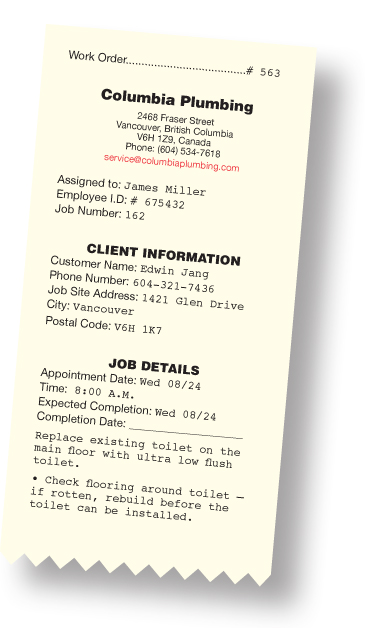 Work Order......................................# 563
Columbia Plumbing
2468 Fraser Street
Vancouver, British Columbia
V6H 1Z9, Canada
Phone: (604) 534-7618
service@columbiaplumbing.com
Assigned to: James Miller
Employee I.D: # 675432
Job Number: 162
CLIENT INFORMATION
Customer Name: Edwin Jang
Phone Number: 604-321-7436
Job Site Address: 1421 Glen Drive
City: Vancouver
Postal Code: V6H 1K7
JOB DETAILS
Appointment Date: Wed 08/24
Time: 8:00 A.M.
Expected Completion: Wed 08/24
Completion Date: __________________
Replace existing toilet on the
main floor with ultra low flush
toilet.
• Check flooring around toilet —
if rotten, rebuild before the
toilet can be installed.